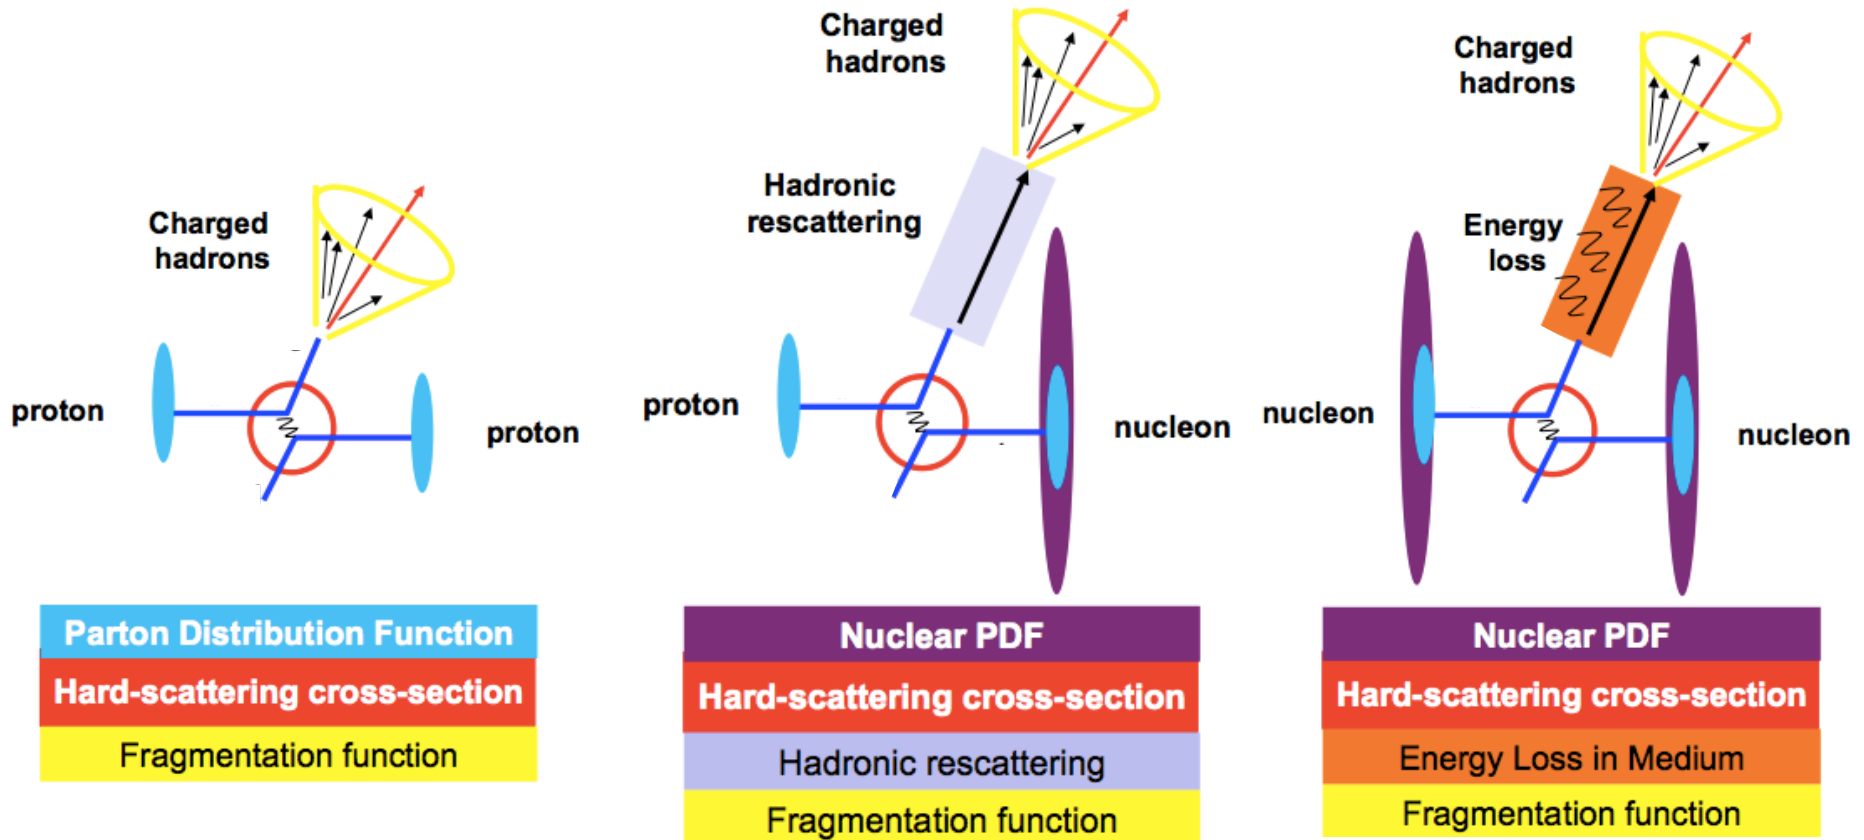 Charged
hadrons
proton
proton
Parton Distribution Function
Hard-scattering cross-section
Fragmentation function
Charged
hadrons
Hadronic
rescattering
proton
nucleon
Nuclear PDF
Hard-scattering cross-section
Hadronic rescattering
Fragmentation function
Charged
hadrons
Energy
loss
nucleon
nucleon
Nuclear PDF
Hard-scattering cross-section
Energy Loss in Medium
Fragmentation function